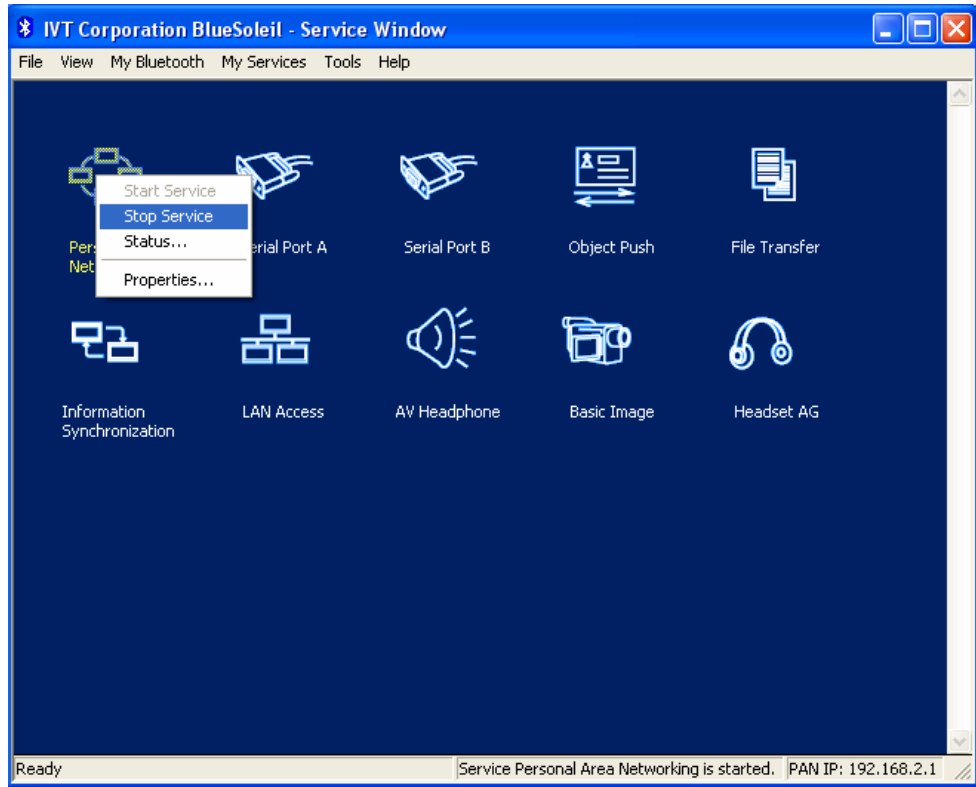 IVT Corporation BlueSoleil - Service Window
File View My Bluetooth My Services Tools Help
Start Service
Stop Service
Status...
Properties...
Serial Port B
Object Push
File Transfer
Port A
Information
Synchronization
LAN Access
AV Headphone
Basic Image
Headset AG
Ready
Service Personal Area Networking is started.
PAN IP: 192.168.2.1